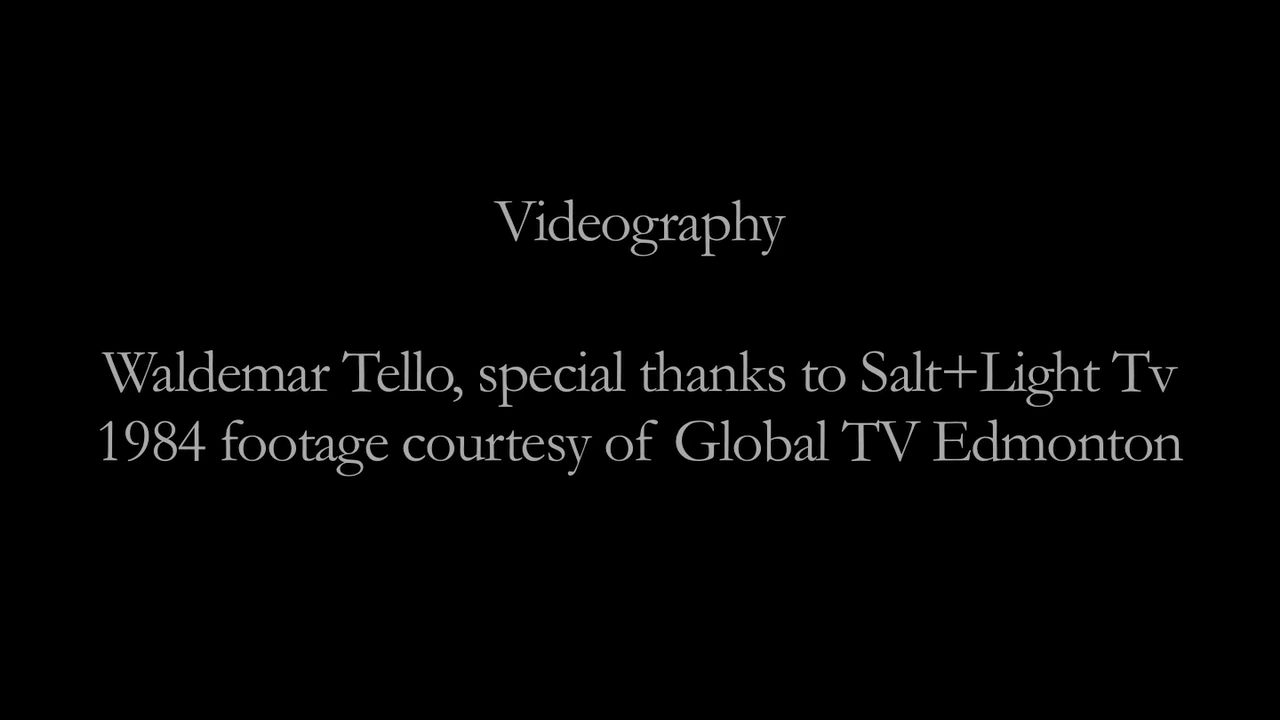 Videography
Waldemar Tello, special thanks to Salt+Light Tv
1984 footage courtesy of Global TV Edmonton